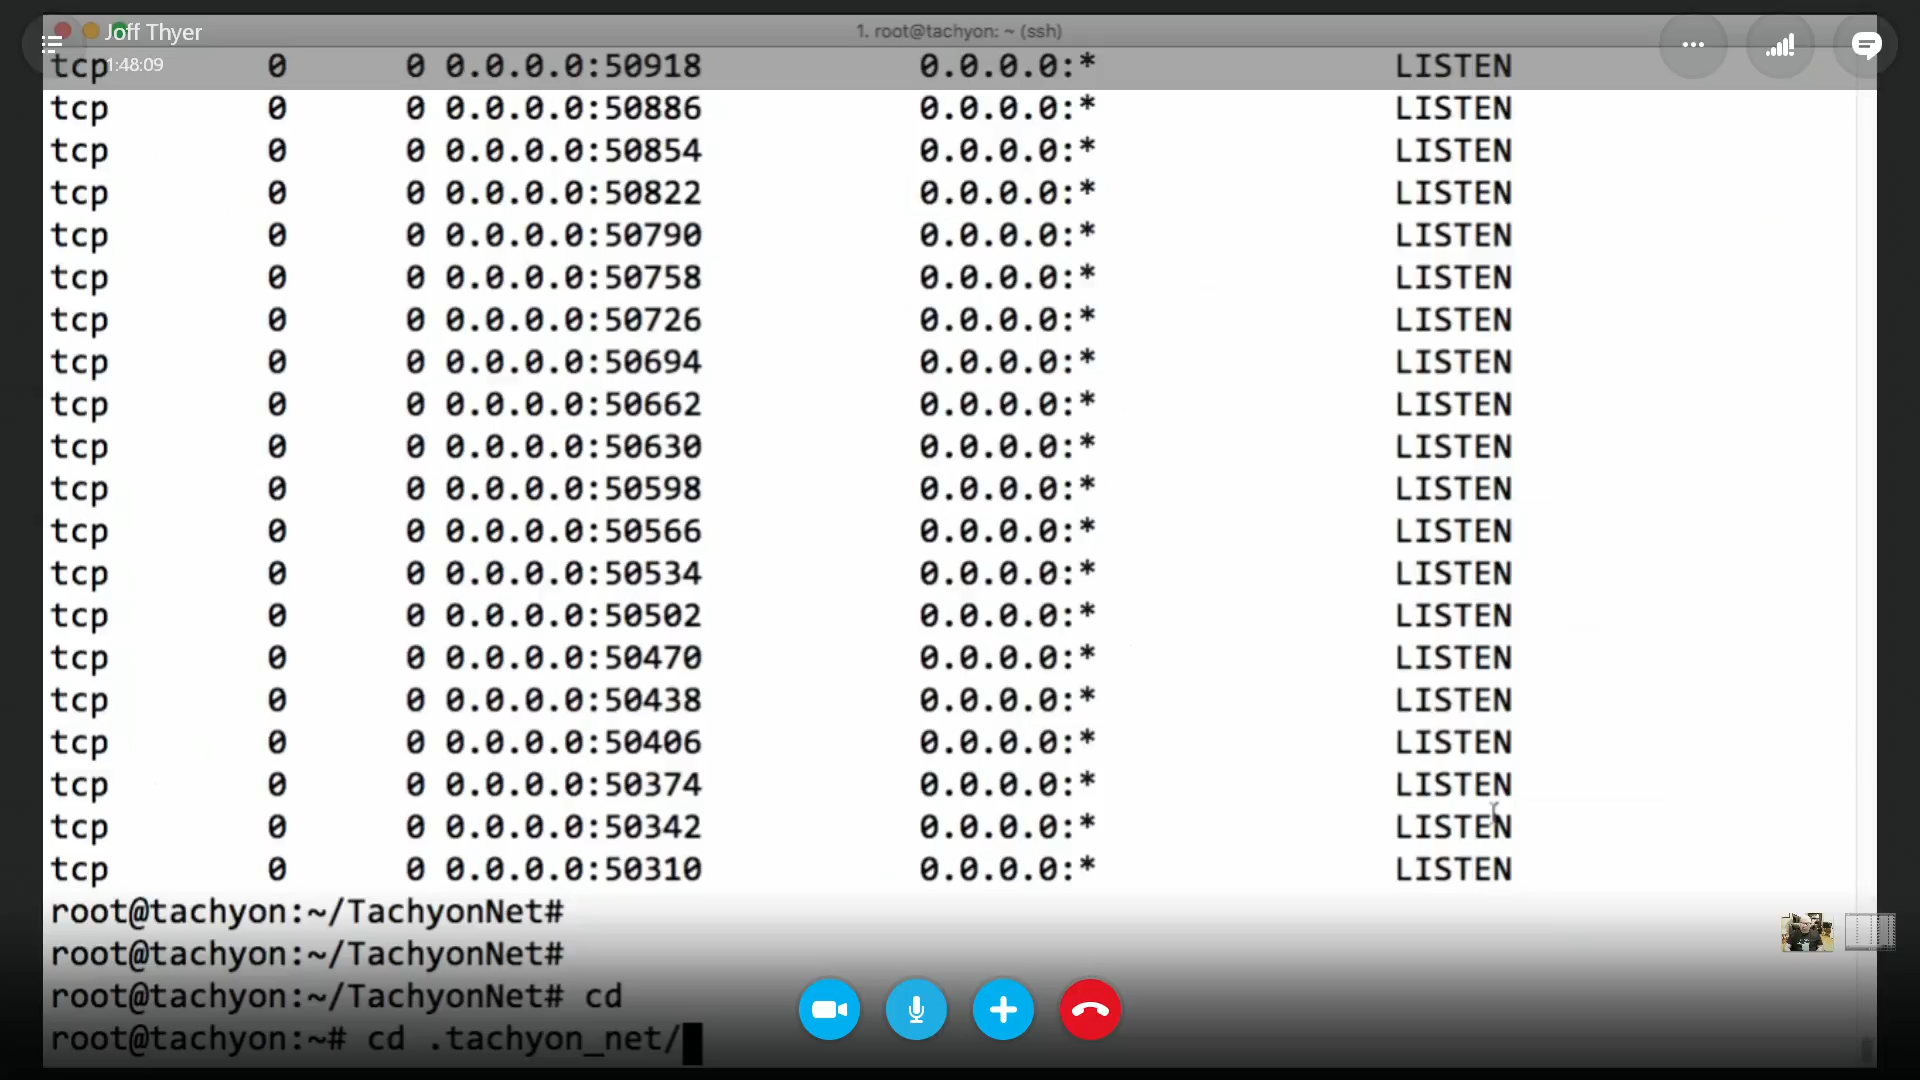 Joff Thyer
1. root@tachyon: ~ (ssh)
1:48:09
tcp 0 0 0.0.0.0:50918 0.0.0.0:* LISTEN
tcp 0 0 0.0.0.0:50886 0.0.0.0:* LISTEN
tcp 0 0 0.0.0.0:50854 0.0.0.0:* LISTEN
tcp 0 0 0.0.0.0:50822 0.0.0.0:* LISTEN
tcp 0 0 0.0.0.0:50790 0.0.0.0:* LISTEN
tcp 0 0 0.0.0.0:50758 0.0.0.0:* LISTEN
tcp 0 0 0.0.0.0:50726 0.0.0.0:* LISTEN
tcp 0 0 0.0.0.0:50694 0.0.0.0:* LISTEN
tcp 0 0 0.0.0.0:50662 0.0.0.0:* LISTEN
tcp 0 0 0.0.0.0:50630 0.0.0.0:* LISTEN
tcp 0 0 0.0.0.0:50598 0.0.0.0:* LISTEN
tcp 0 0 0.0.0.0:50566 0.0.0.0:* LISTEN
tcp 0 0 0.0.0.0:50534 0.0.0.0:* LISTEN
tcp 0 0 0.0.0.0:50502 0.0.0.0:* LISTEN
tcp 0 0 0.0.0.0:50470 0.0.0.0:* LISTEN
tcp 0 0 0.0.0.0:50438 0.0.0.0:* LISTEN
tcp 0 0 0.0.0.0:50406 0.0.0.0:* LISTEN
tcp 0 0 0.0.0.0:50374 0.0.0.0:* LISTEN
tcp 0 0 0.0.0.0:50342 0.0.0.0:* LISTEN
tcp 0 0 0.0.0.0:50310 0.0.0.0:* LISTEN
root@tachyon:~/TachyonNet#
root@tachyon:~/TachyonNet#
root@tachyon:~/TachyonNet# cd
root@tachyon:~# cd .tachyon_net/